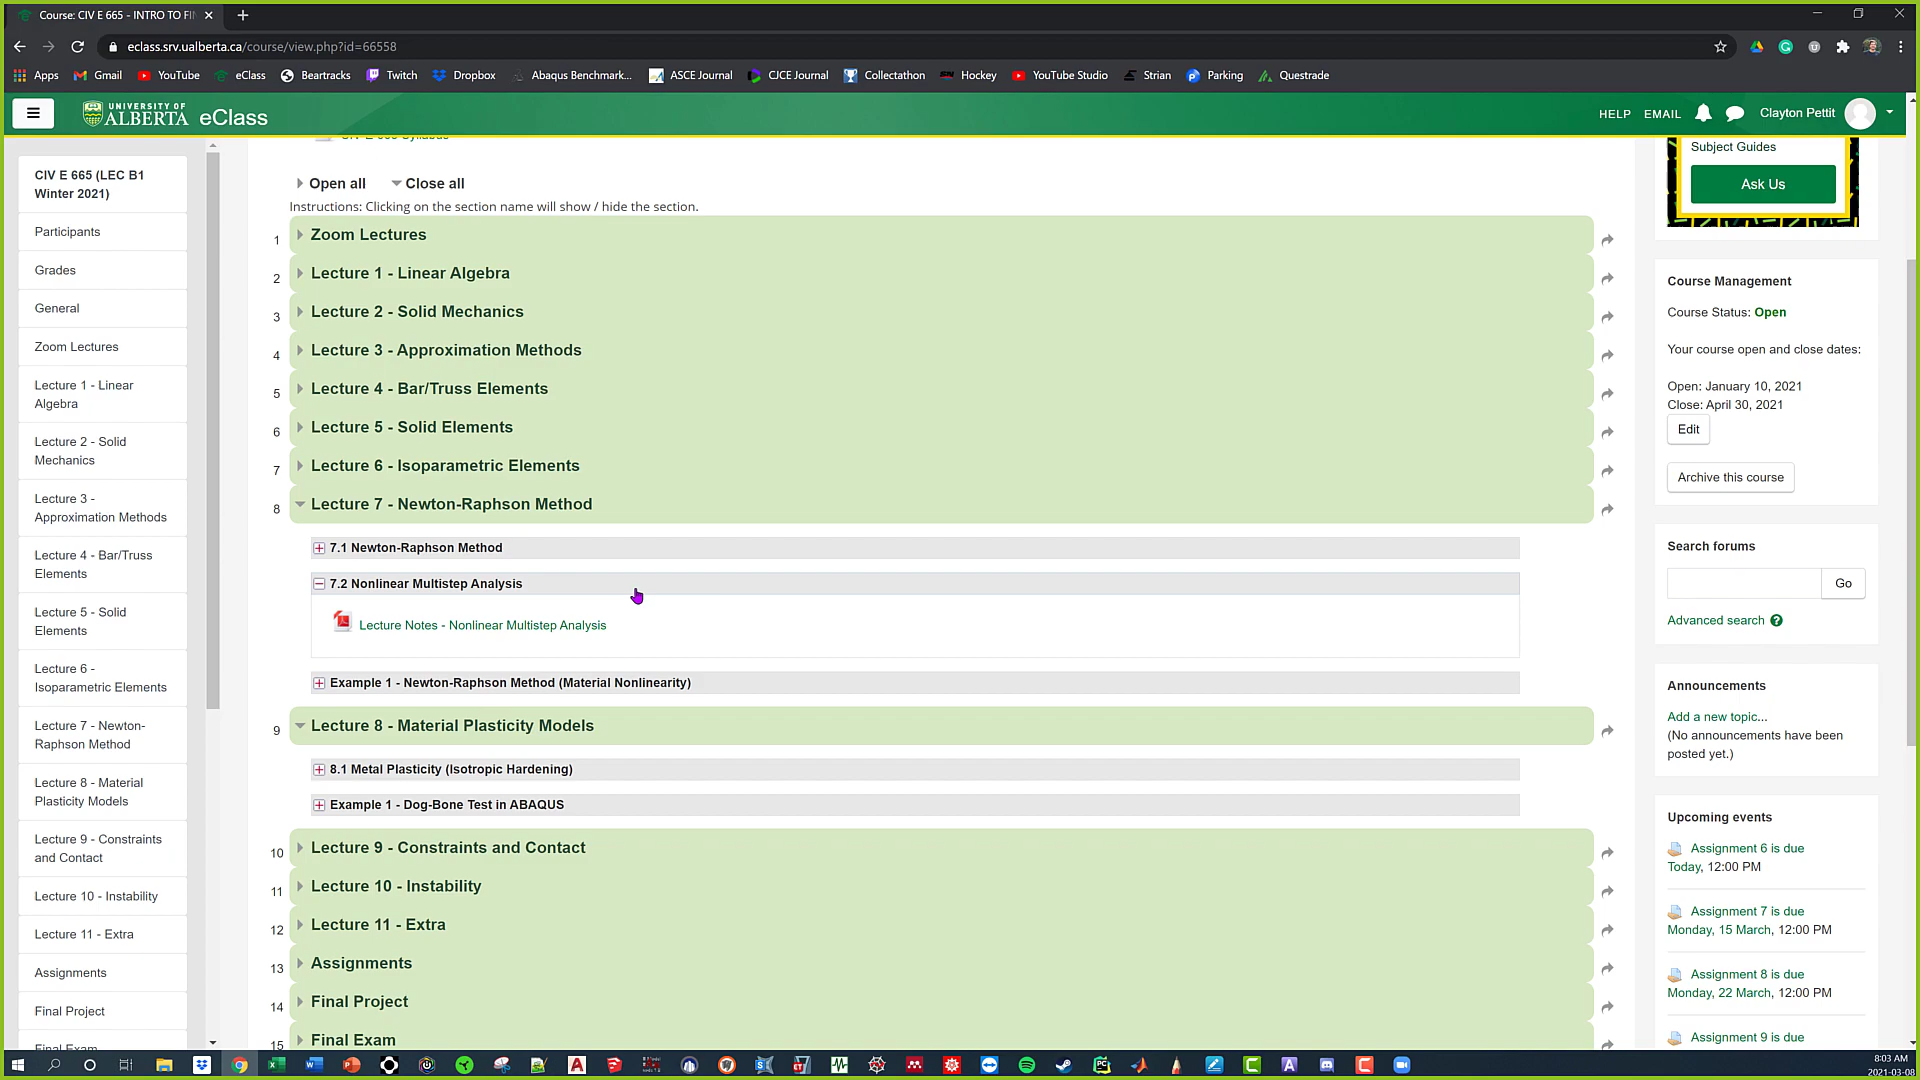 Course: CIV E 665 - INTRO TO FI
eclass.srv.ualberta.ca/course/view.php?id=66558
Apps
Gmail
YouTube
eClass
Beartracks
Twitch
Dropbox
Abaqus Benchmark...
ASCE Journal
CJCE Journal
Collectathon
Hockey
YouTube Studio
Strian
Parking
Questrade
UNIVERSITY OF
ALBERTA
eClass
HELP
EMAIL
Clayton Pettit
CIV E 665 (LEC B1
Winter 2021)
Participants
Grades
General
Zoom Lectures
Lecture 1 - Linear
Algebra
Lecture 2 - Solid
Mechanics
Lecture 3 -
Approximation Methods
Lecture 4 - Bar/Truss
Elements
Lecture 5 - Solid
Elements
Lecture 6 -
Isoparametric Elements
Lecture 7 - Newton-
Raphson Method
Lecture 8 - Material
Plasticity Models
Lecture 9 - Constraints
and Contact
Lecture 10 - Instability
Lecture 11 - Extra
Assignments
Final Project
Final Exam
Open all
Close all
Instructions: Clicking on the section name will show / hide the section.
1
Zoom Lectures
2
Lecture 1 - Linear Algebra
3
Lecture 2 - Solid Mechanics
4
Lecture 3 - Approximation Methods
5
Lecture 4 - Bar/Truss Elements
6
Lecture 5 - Solid Elements
7
Lecture 6 - Isoparametric Elements
8
Lecture 7 - Newton-Raphson Method
7.1 Newton-Raphson Method
7.2 Nonlinear Multistep Analysis
Lecture Notes - Nonlinear Multistep Analysis
Example 1 - Newton-Raphson Method (Material Nonlinearity)
9
Lecture 8 - Material Plasticity Models
8.1 Metal Plasticity (Isotropic Hardening)
Example 1 - Dog-Bone Test in ABAQUS
10
Lecture 9 - Constraints and Contact
11
Lecture 10 - Instability
12
Lecture 11 - Extra
13
Assignments
14
Final Project
15
Final Exam
Subject Guides
Ask Us
Course Management
Course Status: Open
Your course open and close dates:
Open: January 10, 2021
Close: April 30, 2021
Edit
Archive this course
Search forums
Go
Advanced search
Announcements
Add a new topic...
(No announcements have been
posted yet.)
Upcoming events
Assignment 6 is due
Today, 12:00 PM
Assignment 7 is due
Monday, 15 March, 12:00 PM
Assignment 8 is due
Monday, 22 March, 12:00 PM
Assignment 9 is due
8:03 AM
2021-03-08